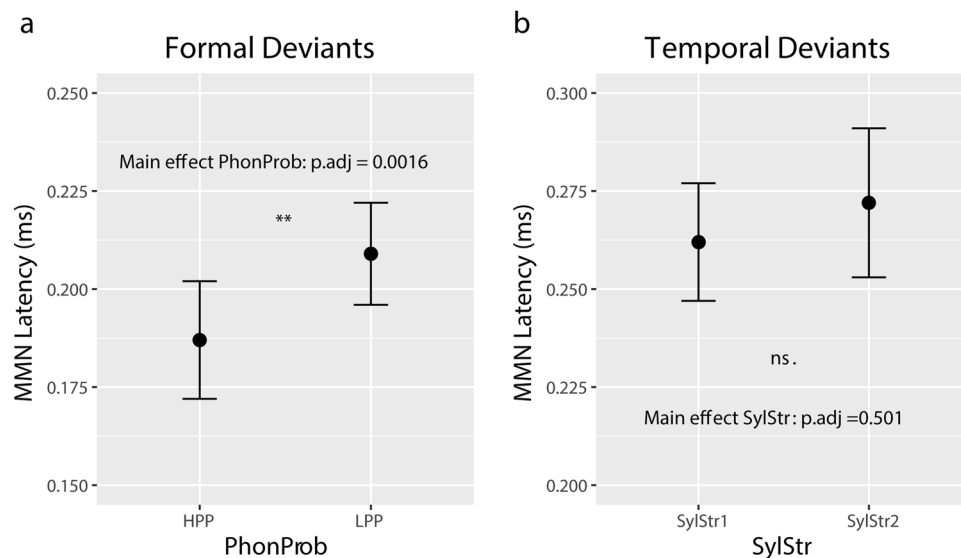 a
Formal Deviants
MMN Latency (ms)
0.250
0.225
0.200
0.175
0.150
Main effect PhonProb: p.adj = 0.0016
**
HPP
LPP
PhonProb
b
Temporal Deviants
MMN Latency (ms)
0.300
0.275
0.250
0.225
0.200
ns.
Main effect SylStr: p.adj =0.501
SylStr1
SylStr2
SylStr